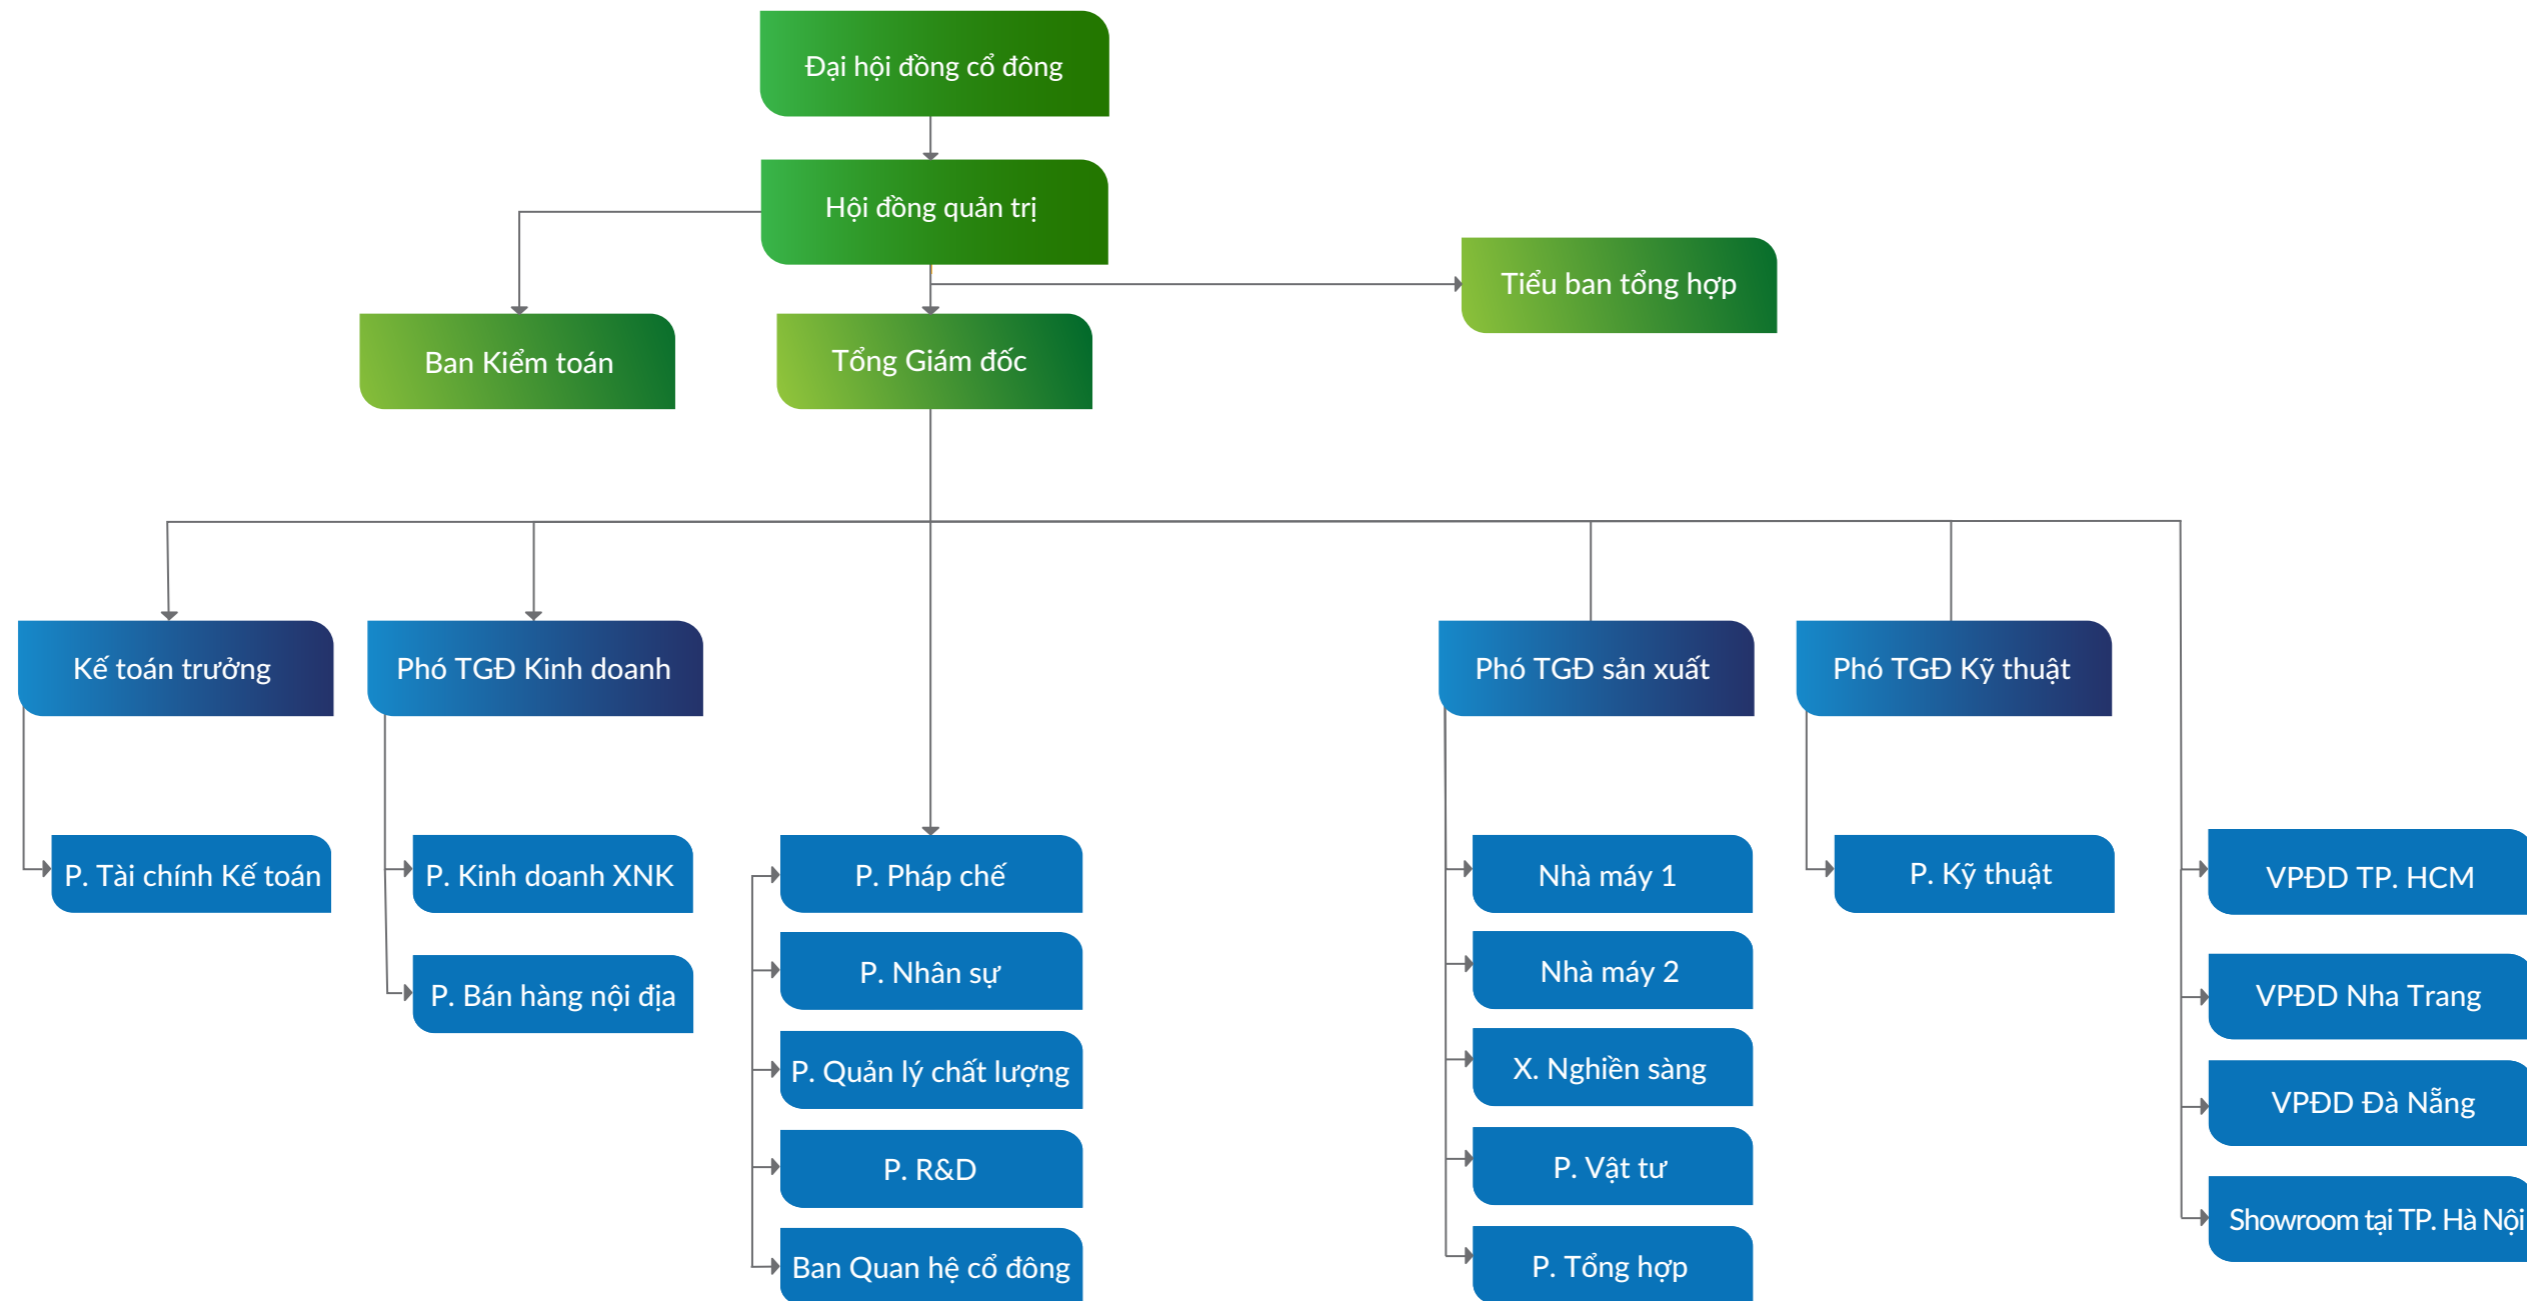 Đại hội đồng cổ đông
Hội đồng quản trị
Tiểu ban tổng hợp
Ban Kiểm toán
Tổng Giám đốc
Kế toán trưởng
Phó TGĐ Kinh doanh
Phó TGĐ sản xuất
Phó TGĐ Kỹ thuật
P. Tài chính Kế toán
P. Kinh doanh XNK
P. Bán hàng nội địa
P. Pháp chế
P. Nhân sự
P. Quản lý chất lượng
P. R&D
Ban Quan hệ cổ đông
Nhà máy 1
Nhà máy 2
X. Nghiền sàng
P. Vật tư
P. Tổng hợp
P. Kỹ thuật
VPĐD TP. HCM
VPĐD Nha Trang
VPĐD Đà Nẵng
Showroom tại TP. Hà Nội